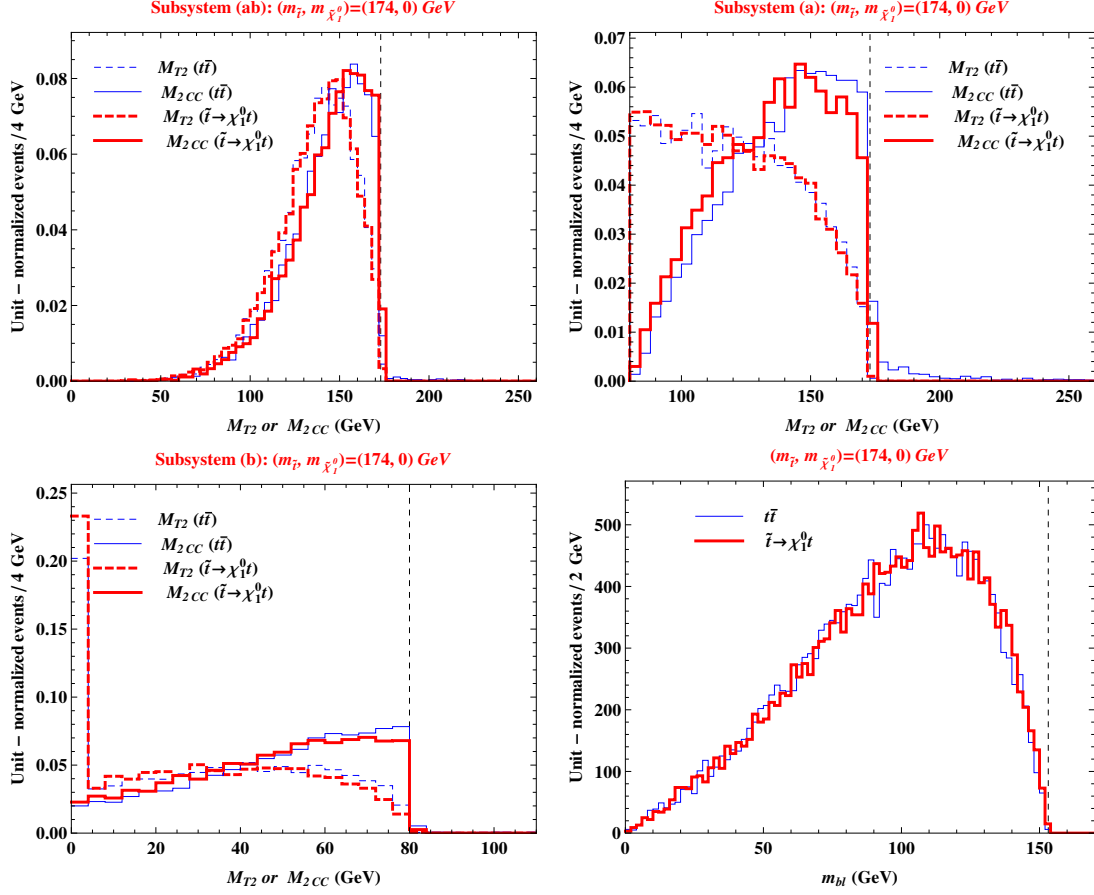 Subsystem (ab): (m_t̃, m_χ̃₁⁰)=(174, 0) GeV
Unit − normalized events/4 GeV
0.08
0.06
0.04
0.02
0.00
M_T2 (tt̄)
M_2CC (tt̄)
M_T2 (t̃→χ₁⁰t)
M_2CC (t̃→χ₁⁰t)
0 50 100 150 200 250
M_T2 or M_2CC (GeV)
Subsystem (a): (m_t̃, m_χ̃₁⁰)=(174, 0) GeV
Unit − normalized events/4 GeV
0.07
0.06
0.05
0.04
0.03
0.02
0.01
0.00
M_T2 (tt̄)
M_2CC (tt̄)
M_T2 (t̃→χ₁⁰t)
M_2CC (t̃→χ₁⁰t)
100 150 200 250
M_T2 or M_2CC (GeV)
Subsystem (b): (m_t̃, m_χ̃₁⁰)=(174, 0) GeV
Unit − normalized events/4 GeV
0.25
0.20
0.15
0.10
0.05
0.00
M_T2 (tt̄)
M_2CC (tt̄)
M_T2 (t̃→χ₁⁰t)
M_2CC (t̃→χ₁⁰t)
0 20 40 60 80 100
M_T2 or M_2CC (GeV)
(m_t̃, m_χ̃₁⁰)=(174, 0) GeV
Unit − normalized events/2 GeV
500
400
300
200
100
0
tt̄
t̃→χ₁⁰t
0 50 100 150
m_bl (GeV)